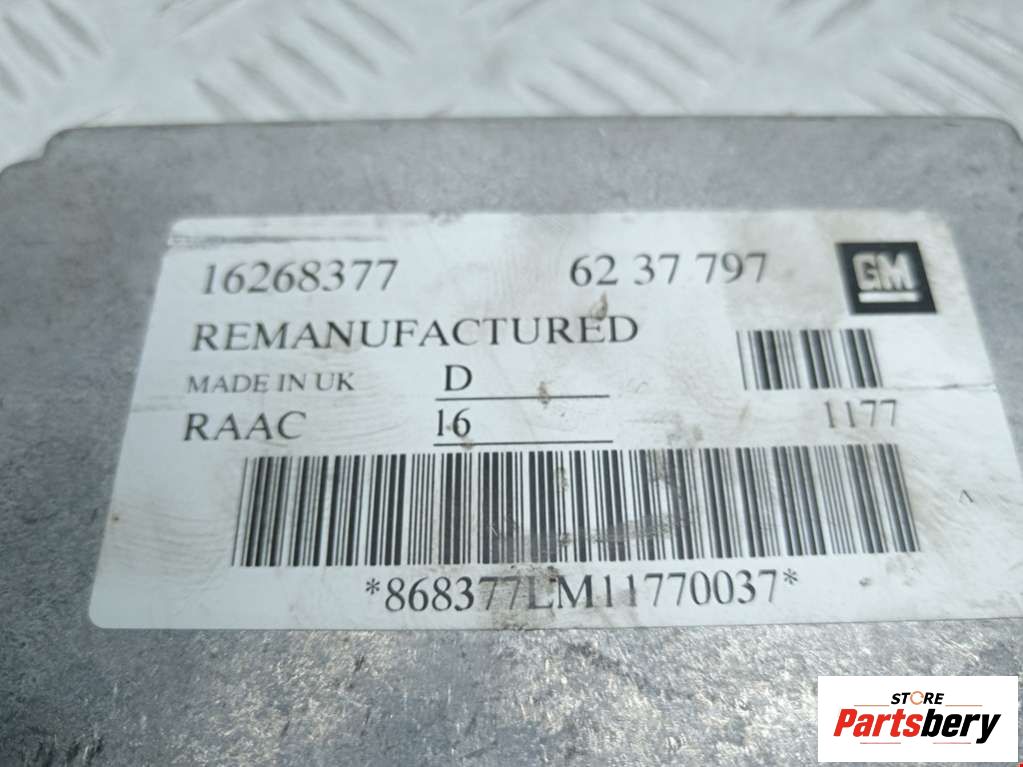 16268377 62 37 797 GM
REMANUFACTURED
MADE IN UK D
RAAC 16 1177
*868377LM11770037*
STORE
Partsbery